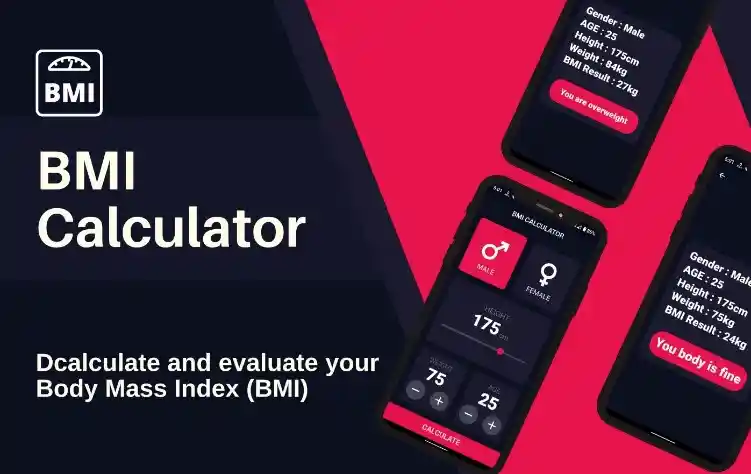 BMI
BMI
Calculator
Dcalculate and evaluate your
Body Mass Index (BMI)
Gender : Male
AGE : 25
Height : 175cm
Weight : 84kg
BMI Result : 27kg
You are overweight
BMI CALCULATOR
MALE
FEMALE
HEIGHT
175 cm
WEIGHT
75
AGE
25
CALCULATE
Gender : Male
AGE : 25
Height : 175cm
Weight : 75kg
BMI Result : 24kg
You body is fine